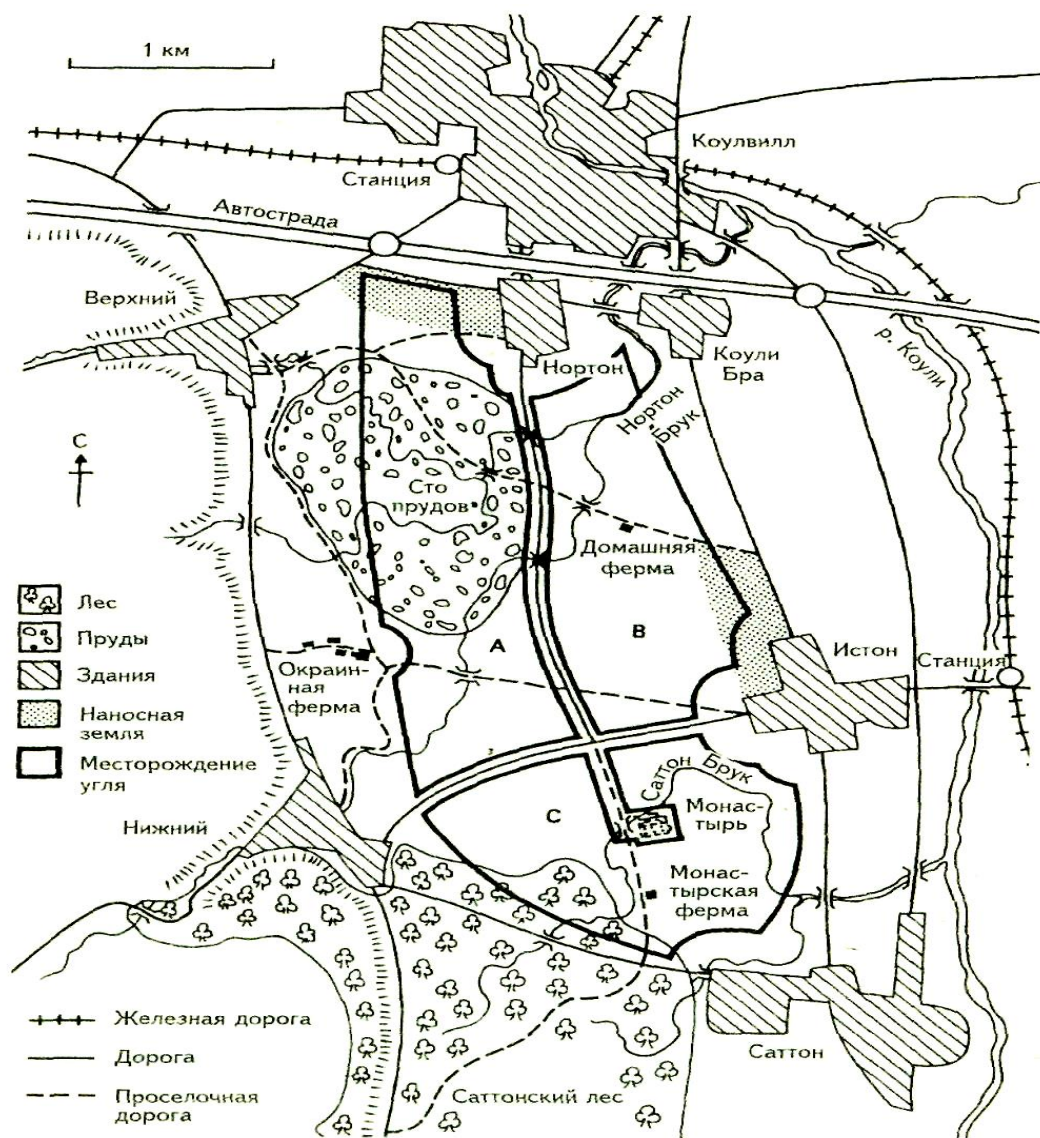 1 км
Коулвилл
Станция
Автострада
Верхний
р. Коули
Нортон
Коули
Бра
Нортон
Брук
С
Сто
прудов
Домашняя
ферма
Лес
Пруды
Здания
Наносная
земля
Месторождение
угля
А
В
Истон
Станция
Окраин-
ная
ферма
Саттон Брук
С
Монас-
тырь
Нижний
Монас-
тырская
ферма
Железная дорога
Дорога
Проселочная
дорога
Саттонский лес
Саттон